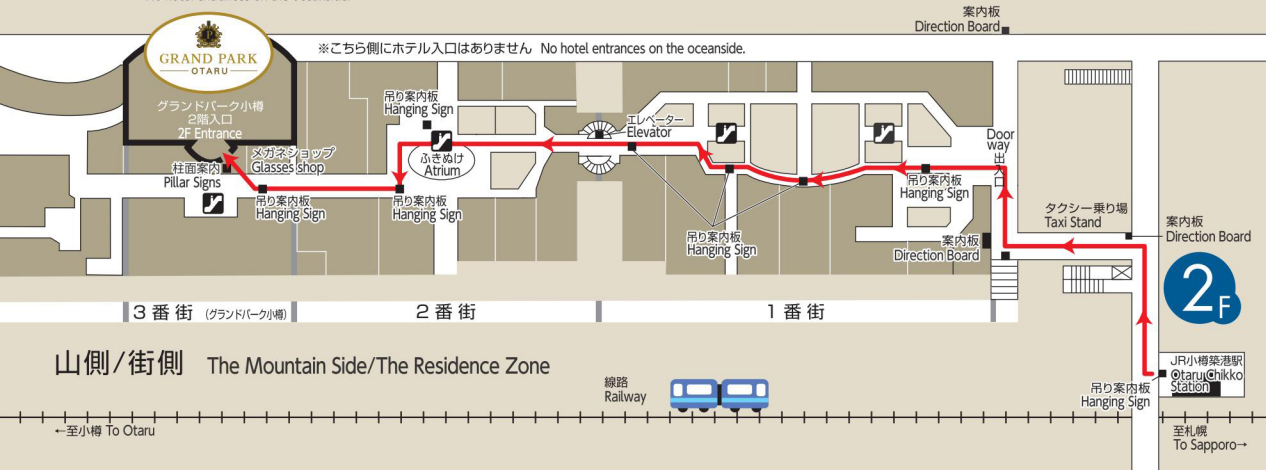 案内板
Direction Board
GRAND PARK
OTARU
※こちら側にホテル入口はありません No hotel entrances on the oceanside.
グランドパーク小樽
2階入口
2F Entrance
吊り案内板
Hanging Sign
エレベーター
Elevator
メガネショップ
Glasses shop
柱面案内
Pillar Signs
ふきぬけ
Atrium
吊り案内板
Hanging Sign
吊り案内板
Hanging Sign
吊り案内板
Hanging Sign
吊り案内板
Hanging Sign
Door
way
出入口
案内板
Direction Board
タクシー乗り場
Taxi Stand
案内板
Direction Board
2F
3番街 (グランドパーク小樽)
2番街
1番街
山側/街側 The Mountain Side/The Residence Zone
線路
Railway
JR小樽築港駅
Otaru Chikko
Station
吊り案内板
Hanging Sign
←至小樽 To Otaru
至札幌
To Sapporo→